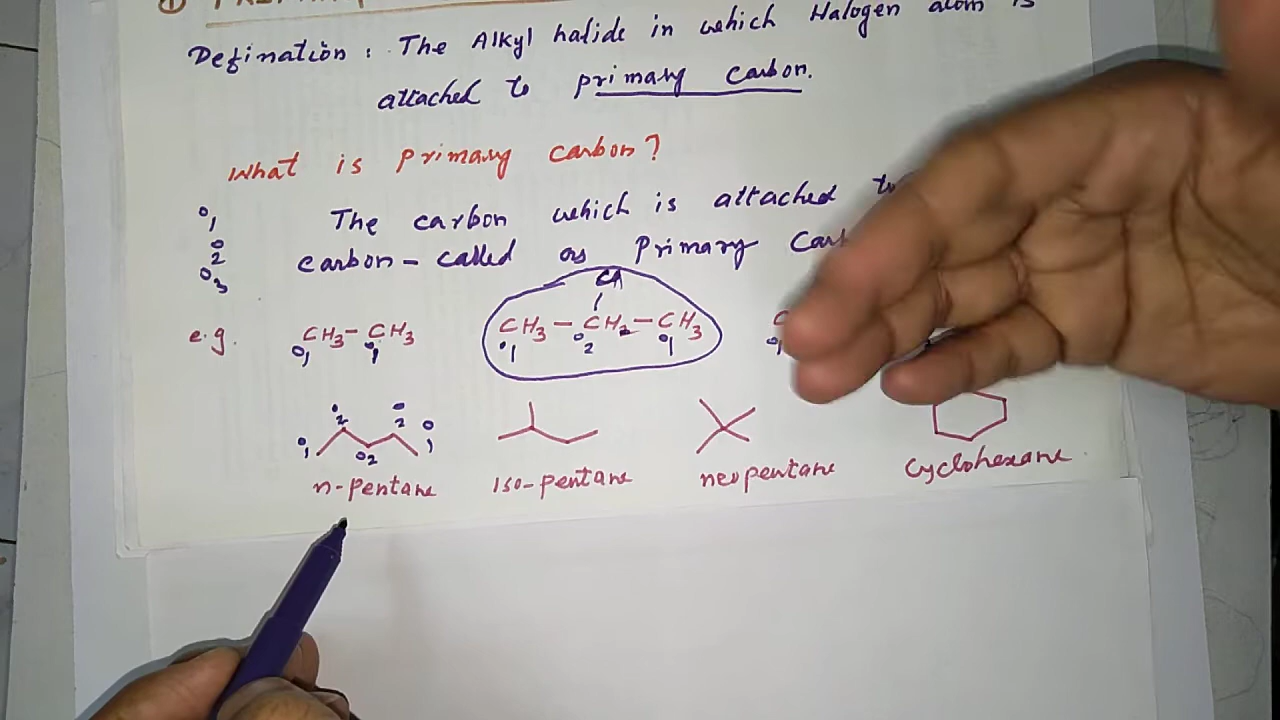 Defination : The Alkyl halide in which Halogen atom is
attached to primary carbon.
What is primary carbon?
°1 The carbon which is attached to
°2 carbon - called as Primary
°3
e.g. CH3 - CH3 CH3 - CH2 - CH3
°1 °1 °1 °2 °1
°1 °2 °2 °2 °1
n-pentane Iso-pentane neopentane Cyclohexane